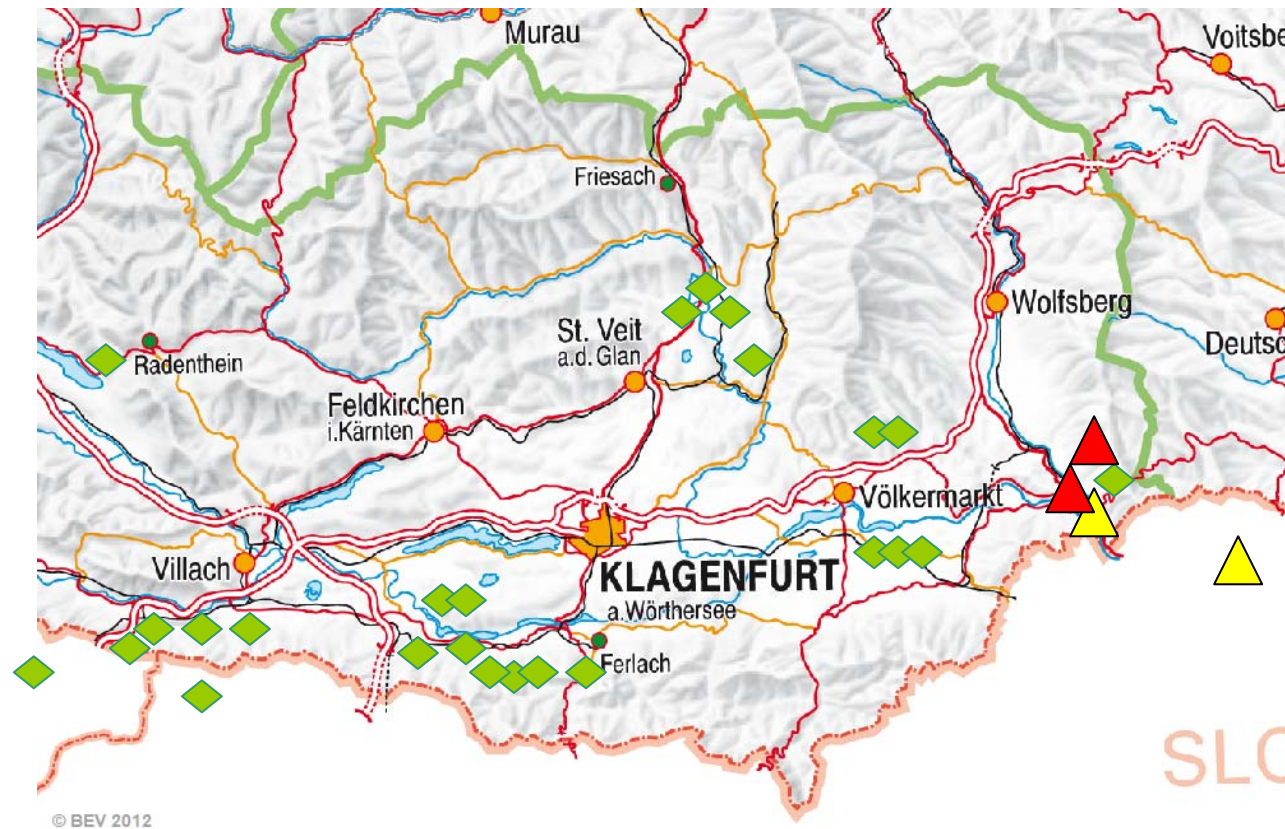 Murau
Voitsbe
Friesach
Wolfsberg
St. Veit
a.d. Glan
Deutsc
Radenthein
Feldkirchen
i.Kärnten
Völkermarkt
Villach
KLAGENFURT
a.Wörthersee
Ferlach
SLO
© BEV 2012